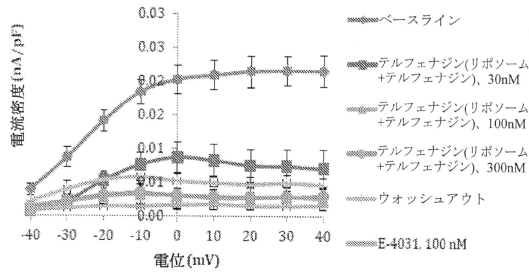 電流密度(nA/pF)
0.03
0.03
0.02
0.02
0.01
0.01
0.00
-40 -30 -20 -10 0 10 20 30 40
電位(mV)
ベースライン
テルフェナジン(リポソーム
+テルフェナジン)、30nM
テルフェナジン(リポソーム
+テルフェナジン)、100nM
テルフェナジン(リポソーム
+テルフェナジン)、300nM
ウォッシュアウト
E-4031, 100 nM